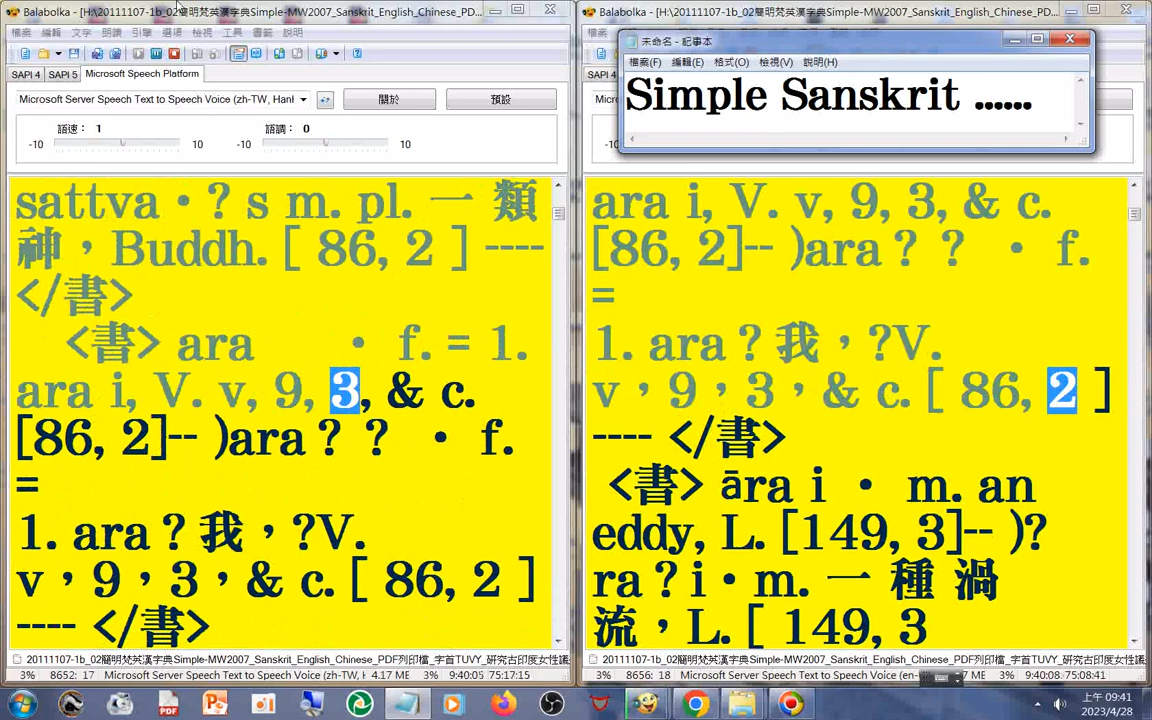 Balabolka - [H:\20111107-1b_02簡明梵英漢字典Simple-MW2007_Sanskrit_English_Chinese_PD...
檔案 編輯 文字 朗讀 引擎 選項 檢視 工具 書籤 說明
SAPI 4 SAPI 5 Microsoft Speech Platform
Microsoft Server Speech Text to Speech Voice (zh-TW, Hanl
關於
預設
語速： 1
語調： 0
-10 10 -10 10
sattva • ? s m. pl. 一 類
神，Buddh. [ 86, 2 ] ----
</書>
<書> ara • f. = 1.
ara i, V. v, 9, 3, & c.
[86, 2]-- )ara ? ? • f.
=
1. ara ? 我，?V.
v，9，3，& c. [ 86, 2 ]
---- </書>
20111107-1b_02簡明梵英漢字典Simple-MW2007_Sanskrit_English_Chinese_PDF列印檔_字首TUVY_研究古印度女性議
3% 8652: 17 Microsoft Server Speech Text to Speech Voice (zh-TW, H 4.17 ME 3% 9:40:05 75:17:15
Balabolka - [H:\20111107-1b_02簡明梵英漢字典Simple-MW2007_Sanskrit_English_Chinese_PD...
未命名 - 記事本
檔案(F) 編輯(E) 格式(O) 檢視(V) 說明(H)
Simple Sanskrit ......
ara i, V. v, 9, 3, & c.
[86, 2]-- )ara ? ? • f.
=
1. ara ? 我，?V.
v，9，3，& c. [ 86, 2 ]
---- </書>
<書> āra i • m. an
eddy, L. [149, 3]-- )?
ra ? i • m. 一 種 渦
流，L. [ 149, 3
20111107-1b_02簡明梵英漢字典Simple-MW2007_Sanskrit_English_Chinese_PDF列印檔_字首TUVY_研究古印度女性議
3% 8656: 18 Microsoft Server Speech Text to Speech Voice (en- ME 3% 9:40:08 75:08:41
上午 09:41
2023/4/28